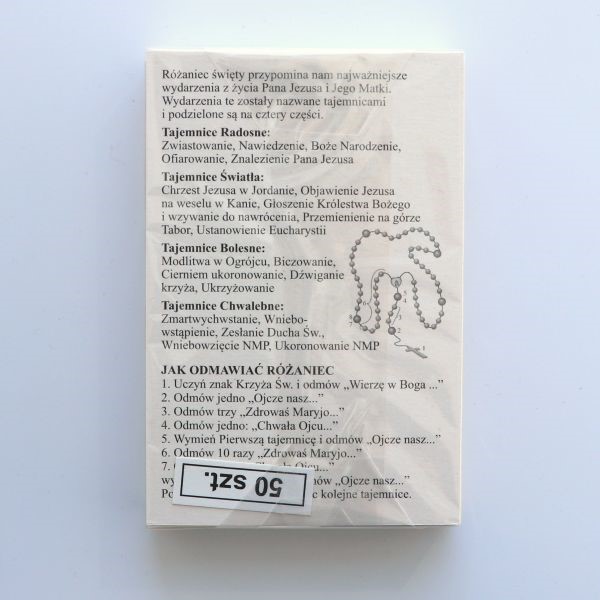 Różaniec święty przypomina nam najważniejsze
wydarzenia z życia Pana Jezusa i Jego Matki.
Wydarzenia te zostały nazwane tajemnicami
i podzielone są na cztery części.
Tajemnice Radosne:
Zwiastowanie, Nawiedzenie, Boże Narodzenie,
Ofiarowanie, Znalezienie Pana Jezusa
Tajemnice Światła:
Chrzest Jezusa w Jordanie, Objawienie Jezusa
na weselu w Kanie, Głoszenie Królestwa Bożego
i wzywanie do nawrócenia, Przemienienie na górze
Tabor, Ustanowienie Eucharystii
Tajemnice Bolesne:
Modlitwa w Ogrójcu, Biczowanie,
Cierniem ukoronowanie, Dźwiganie
krzyża, Ukrzyżowanie
Tajemnice Chwalebne:
Zmartwychwstanie, Wniebo-
wstąpienie, Zesłanie Ducha Św.,
Wniebowzięcie NMP, Ukoronowanie NMP
JAK ODMAWIAĆ RÓŻANIEC
1. Uczyń znak Krzyża Św. i odmów „Wierzę w Boga ...”
2. Odmów jedno „Ojcze nasz...”
3. Odmów trzy „Zdrowaś Maryjo...”
4. Odmów jedno: „Chwała Ojcu...”
5. Wymień Pierwszą tajemnicę i odmów „Ojcze nasz...”
6. Odmów 10 razy „Zdrowaś Maryjo...”
7. „Chwała Ojcu...”
„Ojcze nasz...”
kolejne tajemnice.
50 szt.